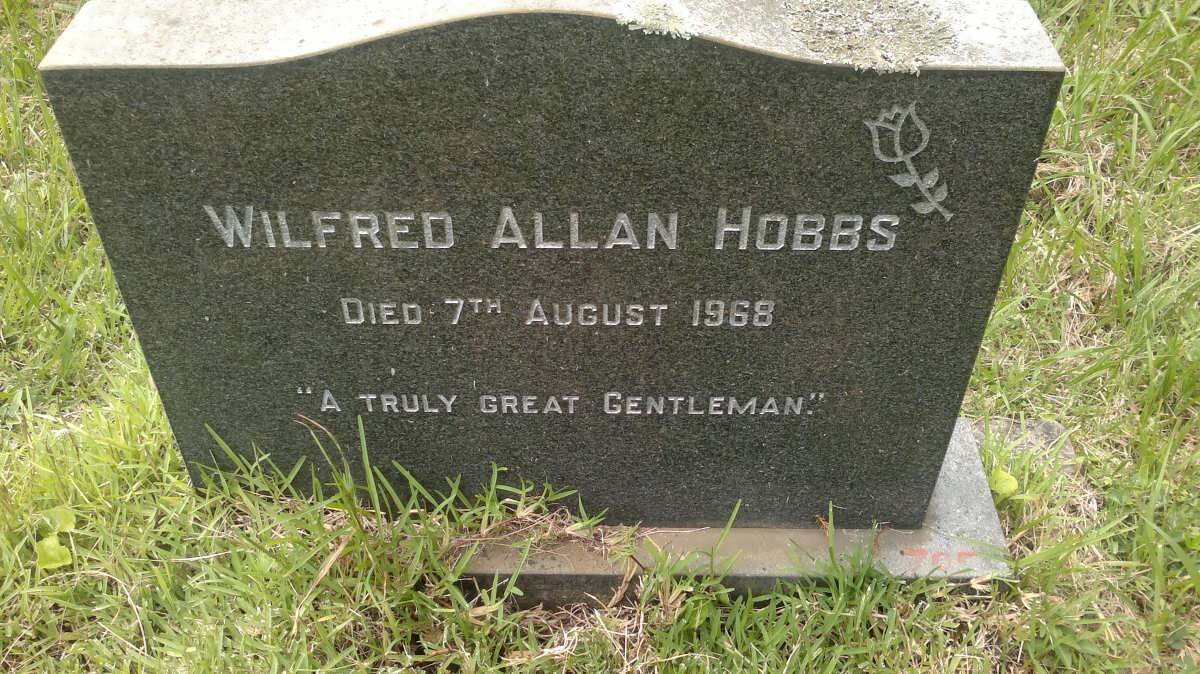 WILFRED ALLAN HOBBS
DIED 7TH AUGUST 1968
"A TRULY GREAT GENTLEMAN."